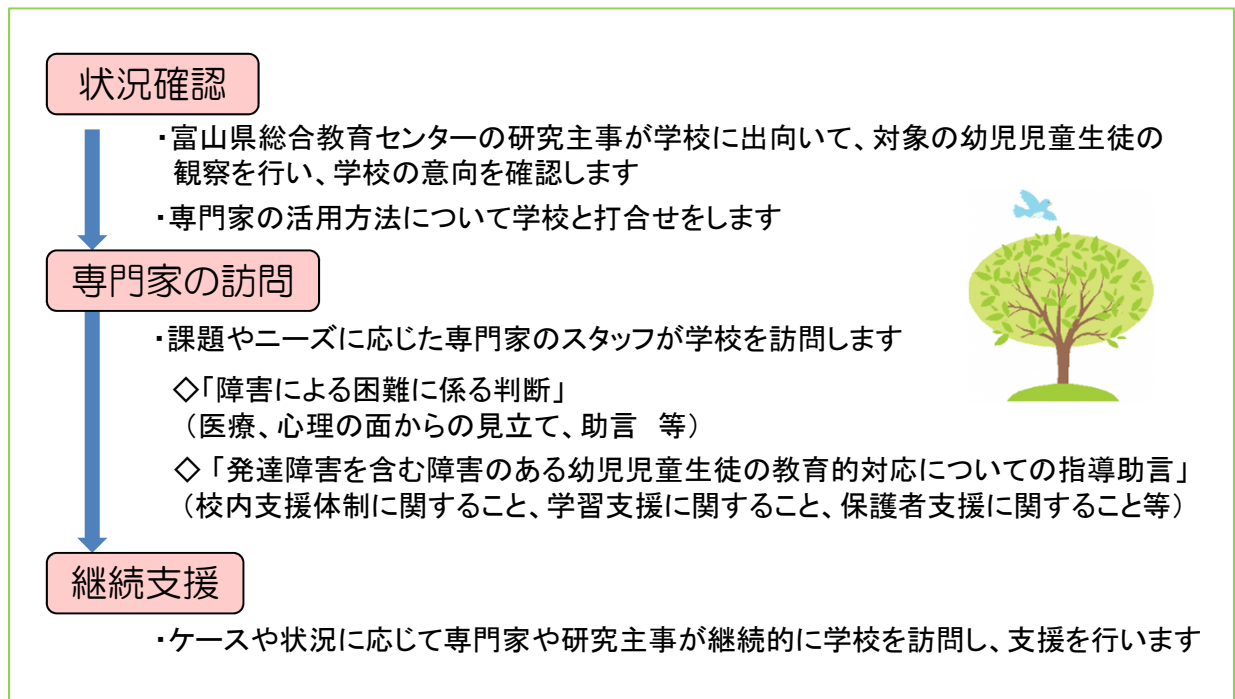 状況確認
・富山県総合教育センターの研究主事が学校に出向いて、対象の幼児児童生徒の
観察を行い、学校の意向を確認します
・専門家の活用方法について学校と打合せをします
専門家の訪問
・課題やニーズに応じた専門家のスタッフが学校を訪問します
◇「障害による困難に係る判断」
（医療、心理の面からの見立て、助言　等）
◇「発達障害を含む障害のある幼児児童生徒の教育的対応についての指導助言」
（校内支援体制に関すること、学習支援に関すること、保護者支援に関すること等）
継続支援
・ケースや状況に応じて専門家や研究主事が継続的に学校を訪問し、支援を行います